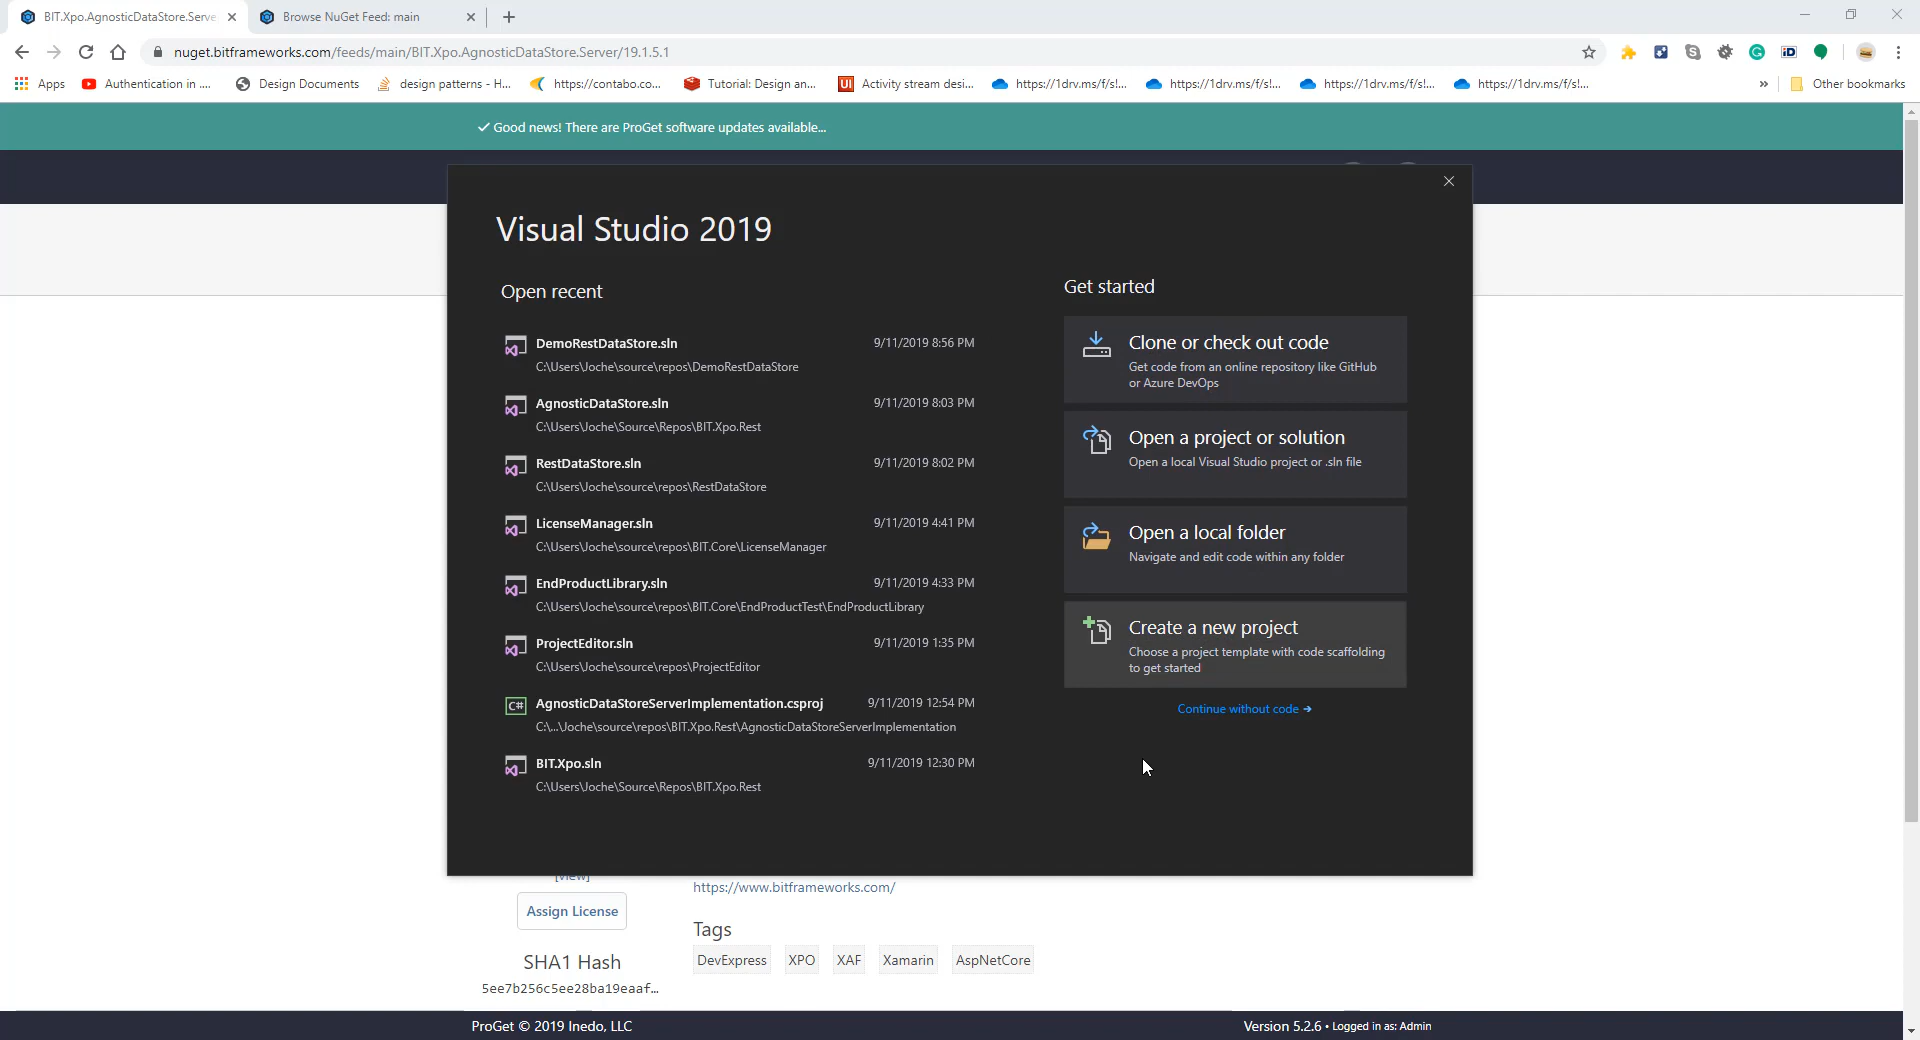 BIT.Xpo.AgnosticDataStore.Serve
Browse NuGet Feed: main
nuget.bitframeworks.com/feeds/main/BIT.Xpo.AgnosticDataStore.Server/19.1.5.1
Apps
Authentication in ....
Design Documents
design patterns - H...
https://contabo.co...
Tutorial: Design an...
Activity stream desi...
https://1drv.ms/f/s!...
https://1drv.ms/f/s!...
https://1drv.ms/f/s!...
https://1drv.ms/f/s!...
»
Other bookmarks
Good news! There are ProGet software updates available...
Visual Studio 2019
Open recent
DemoRestDataStore.sln 9/11/2019 8:56 PM
C:\Users\Joche\source\repos\DemoRestDataStore
AgnosticDataStore.sln 9/11/2019 8:03 PM
C:\Users\Joche\Source\Repos\BIT.Xpo.Rest
RestDataStore.sln 9/11/2019 8:02 PM
C:\Users\Joche\source\repos\RestDataStore
LicenseManager.sln 9/11/2019 4:41 PM
C:\Users\Joche\source\repos\BIT.Core\LicenseManager
EndProductLibrary.sln 9/11/2019 4:33 PM
C:\Users\Joche\source\repos\BIT.Core\EndProductTest\EndProductLibrary
ProjectEditor.sln 9/11/2019 1:35 PM
C:\Users\Joche\source\repos\ProjectEditor
C# AgnosticDataStoreServerImplementation.csproj 9/11/2019 12:54 PM
C:\...\Joche\source\repos\BIT.Xpo.Rest\AgnosticDataStoreServerImplementation
BIT.Xpo.sln 9/11/2019 12:30 PM
C:\Users\Joche\Source\Repos\BIT.Xpo.Rest
Get started
Clone or check out code
Get code from an online repository like GitHub
or Azure DevOps
Open a project or solution
Open a local Visual Studio project or .sln file
Open a local folder
Navigate and edit code within any folder
Create a new project
Choose a project template with code scaffolding
to get started
Continue without code
[view]
Assign License
SHA1 Hash
5ee7b256c5ee28ba19eaaf...
https://www.bitframeworks.com/
Tags
DevExpress XPO XAF Xamarin AspNetCore
ProGet © 2019 Inedo, LLC
Version 5.2.6 • Logged in as: Admin